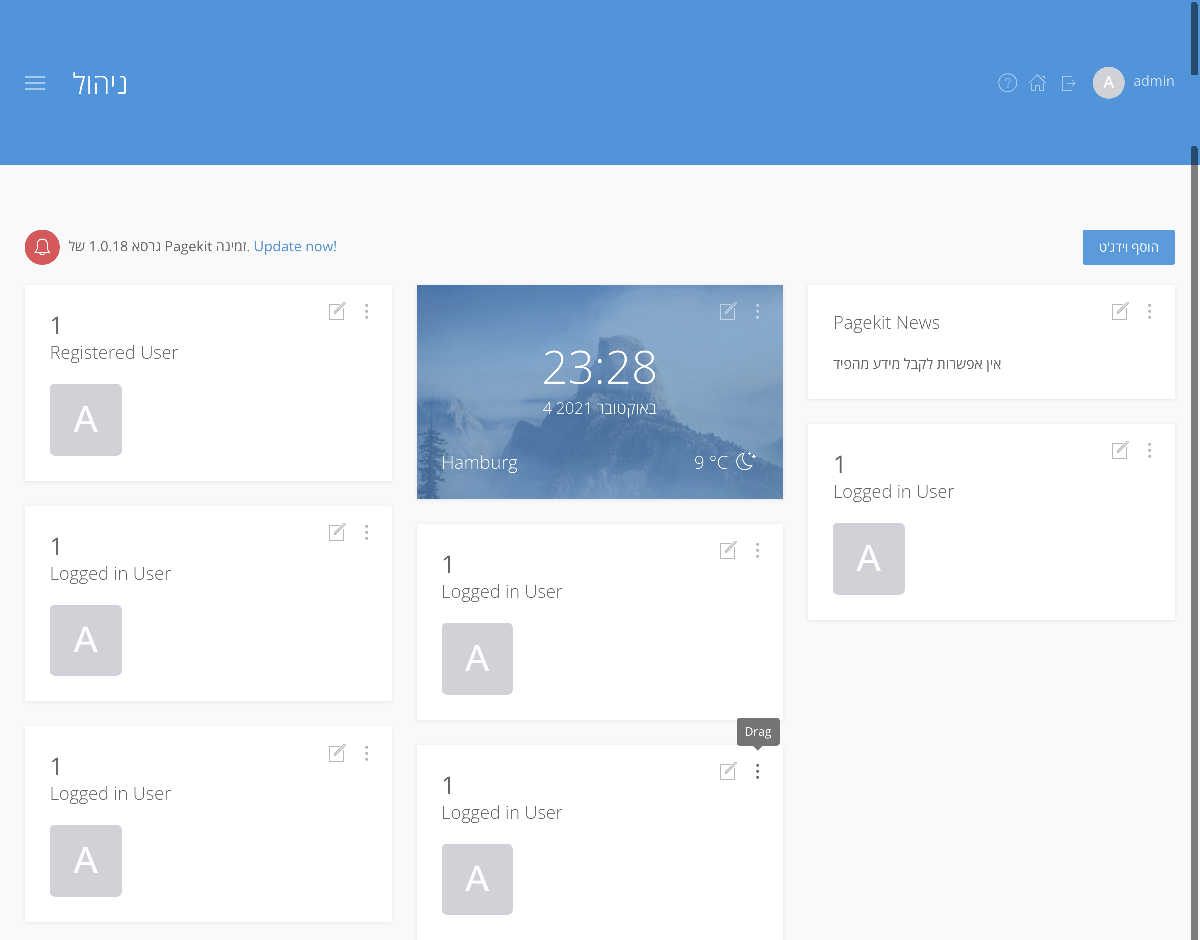 ניהול
A admin
גרסא 1.0.18 של Pagekit זמינה. Update now!
הוסף וידג'ט
1
Registered User
A
1
Logged in User
A
1
Logged in User
A
23:28
4 באוקטובר 2021
Hamburg 9 °C
1
Logged in User
A
Drag
1
Logged in User
A
Pagekit News
אין אפשרות לקבל מידע מהפיד
1
Logged in User
A